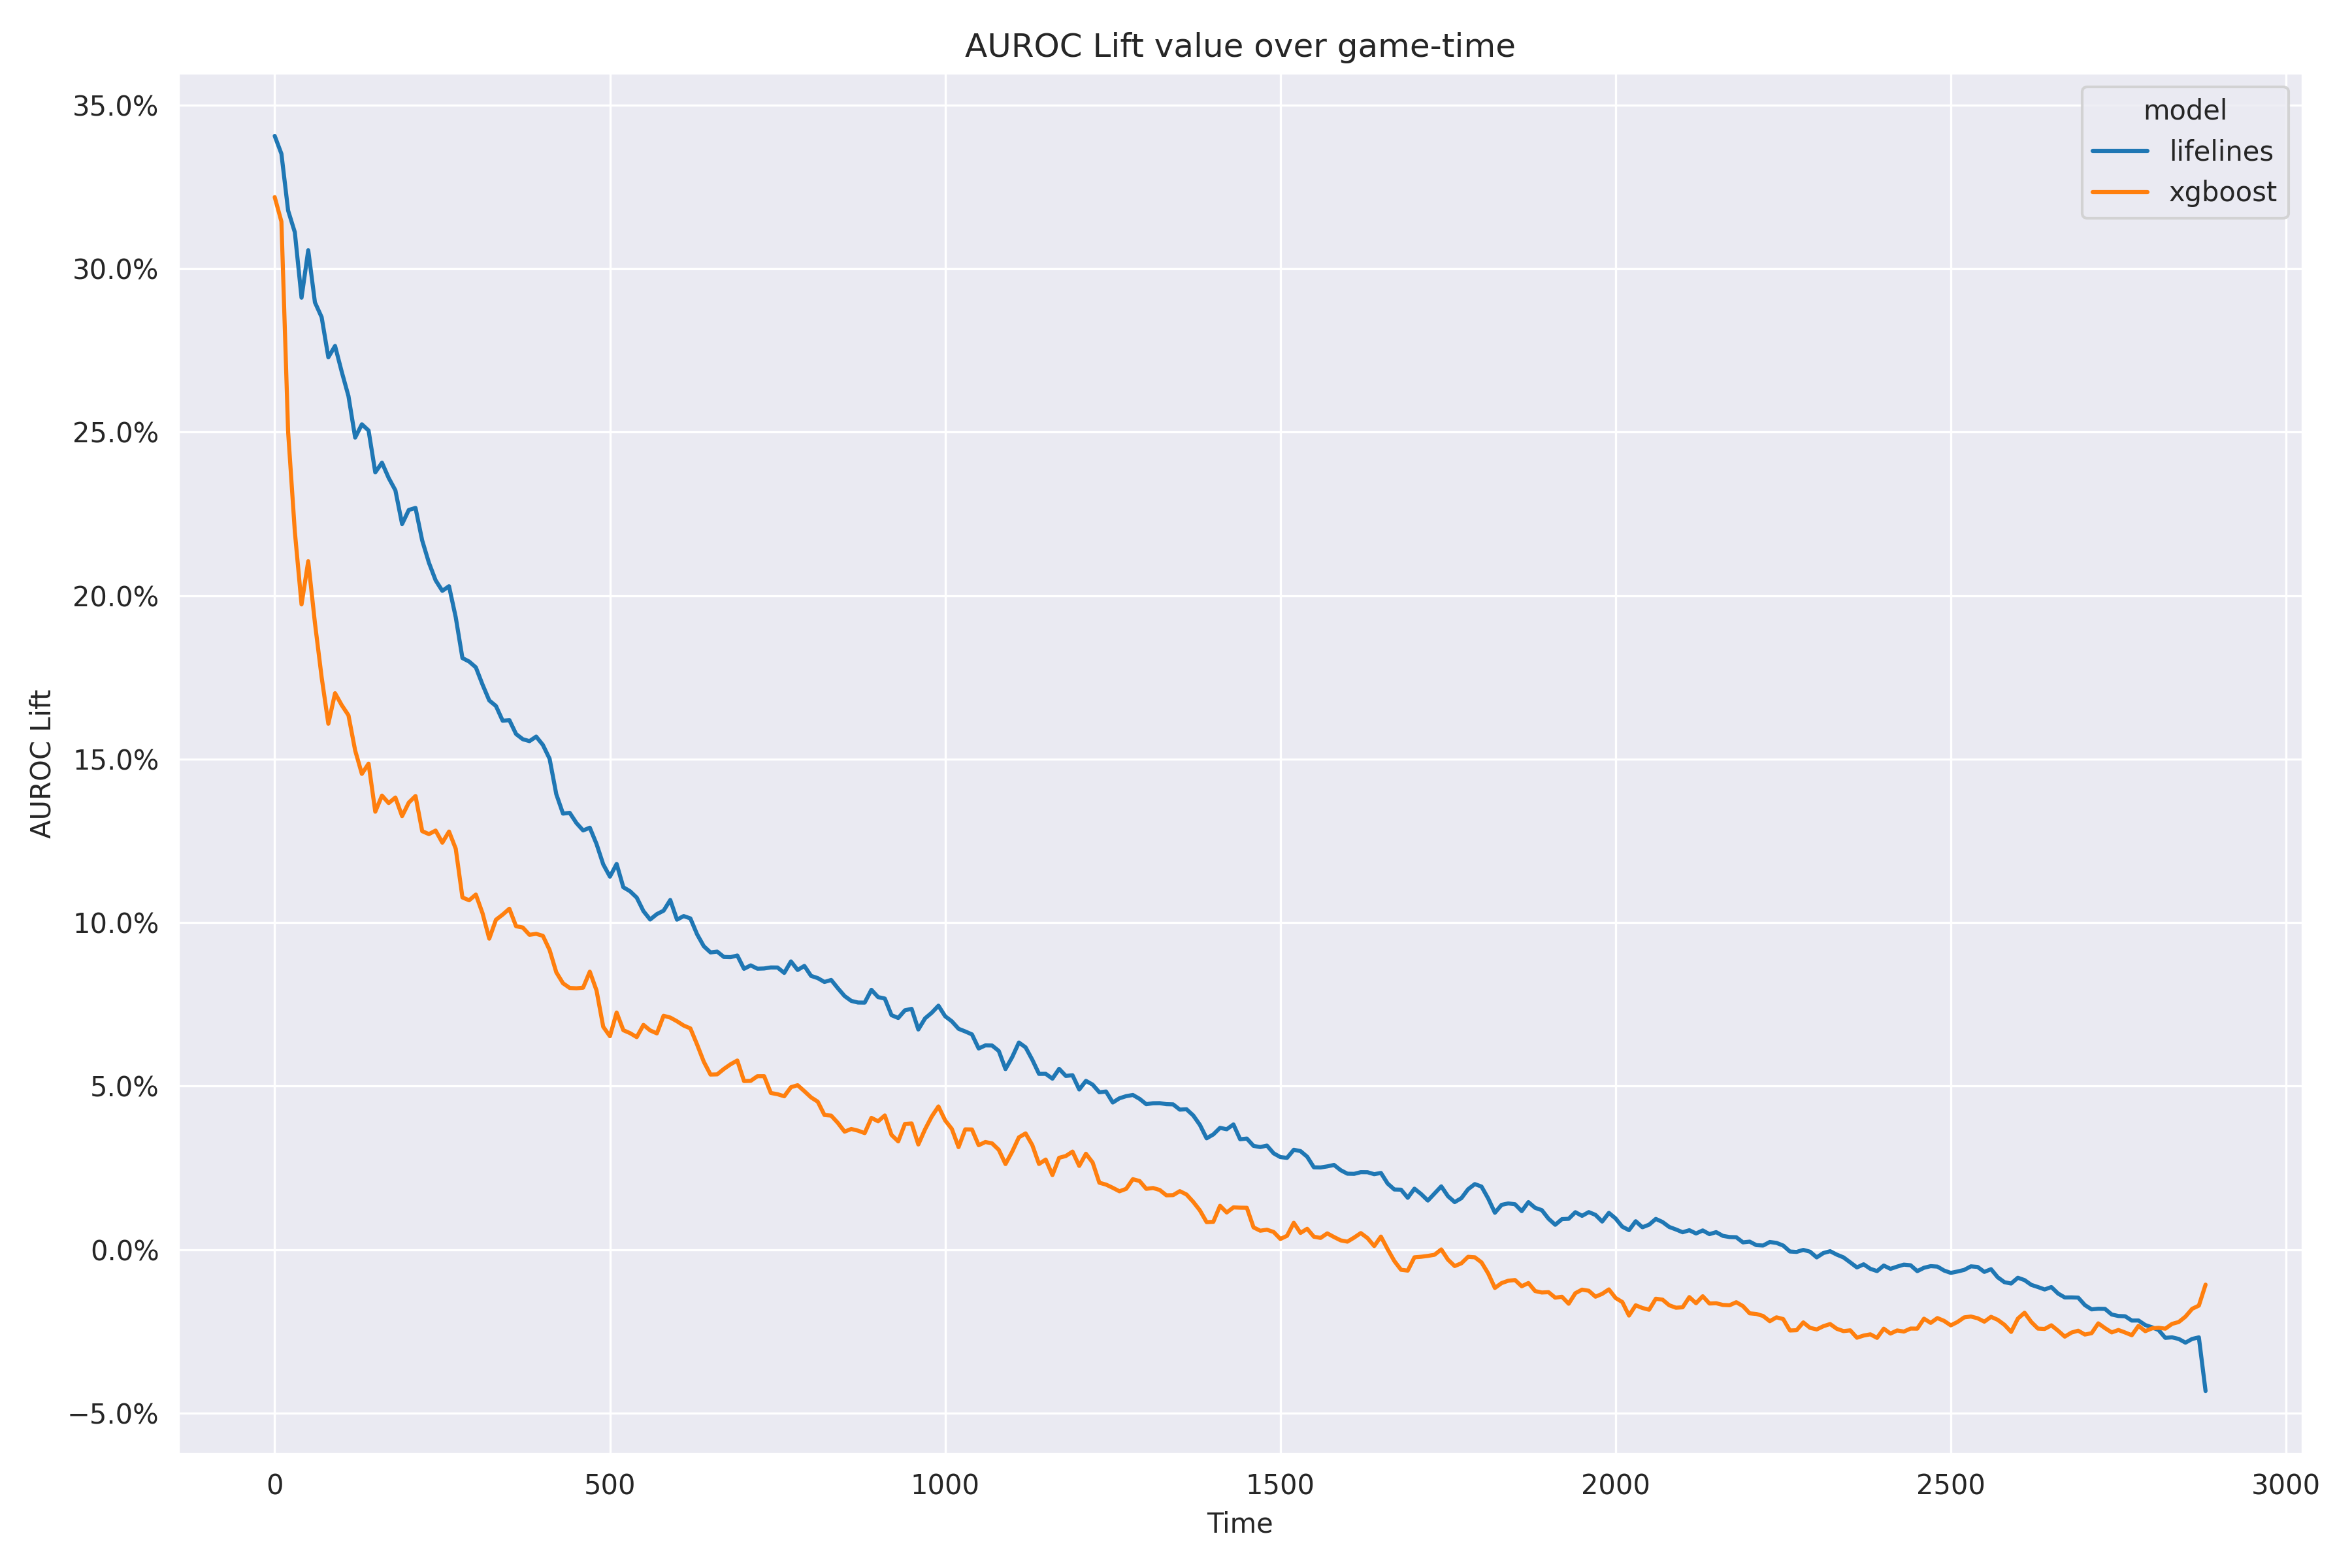 AUROC Lift value over game-time
model
lifelines
xgboost
35.0%
30.0%
25.0%
20.0%
15.0%
10.0%
5.0%
0.0%
−5.0%
AUROC Lift
0
500
1000
1500
2000
2500
3000
Time